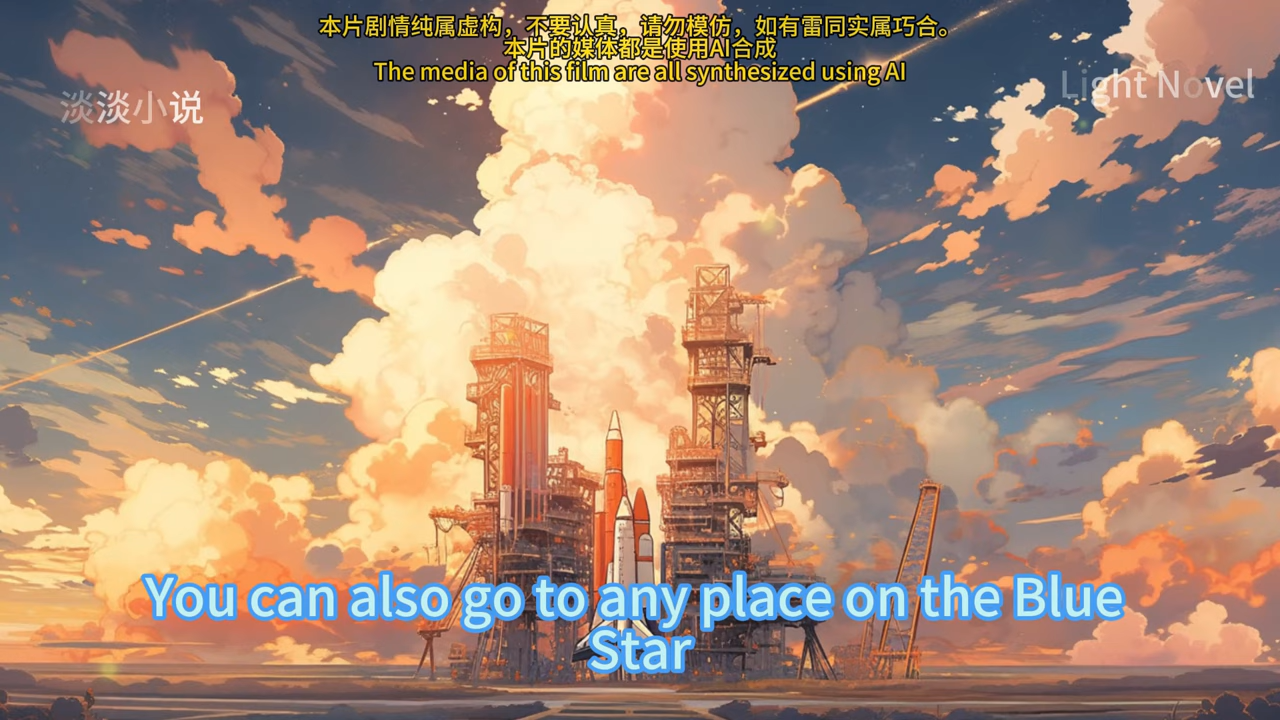 本片剧情纯属虚构，不要认真，请勿模仿，如有雷同实属巧合。
本片的媒体都是使用AI合成
The media of this film are all synthesized using AI
淡淡小说
Light Novel
You can also go to any place on the Blue
Star